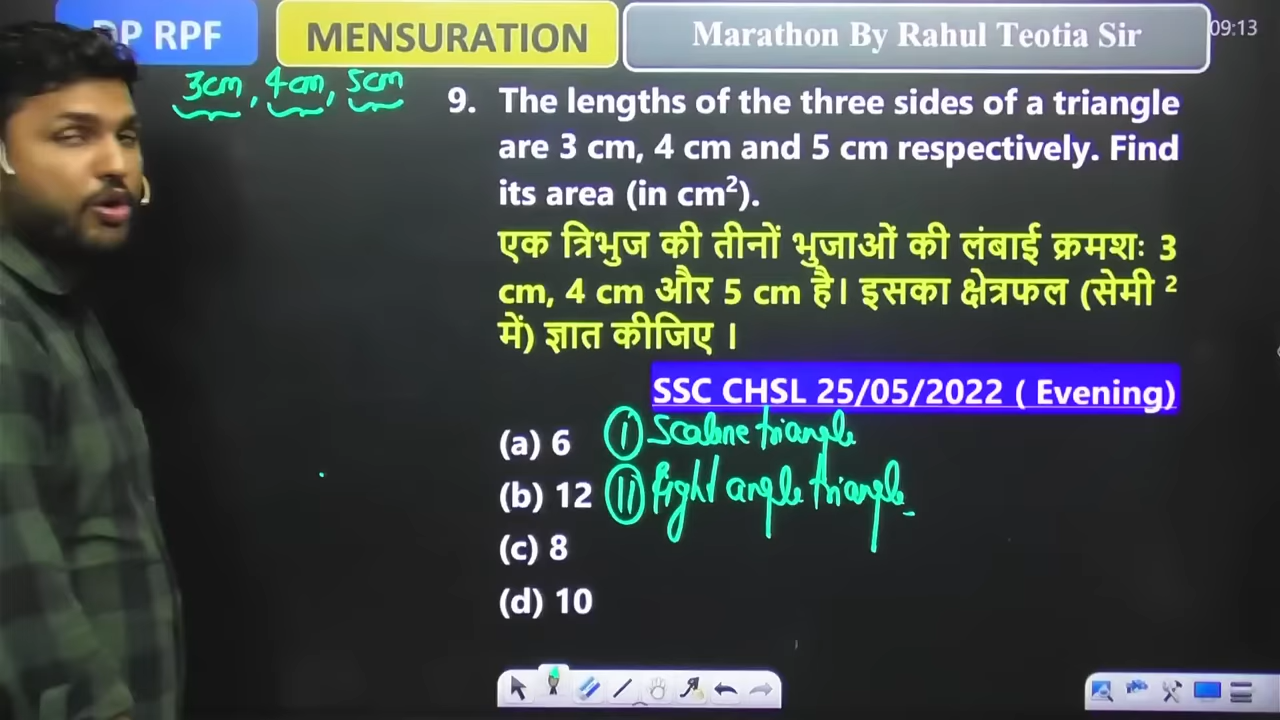 DP RPF
MENSURATION
Marathon By Rahul Teotia Sir
09:13
3cm, 4cm, 5cm
9. The lengths of the three sides of a triangle
are 3 cm, 4 cm and 5 cm respectively. Find
its area (in cm²).
एक त्रिभुज की तीनों भुजाओं की लंबाई क्रमशः 3
cm, 4 cm और 5 cm है। इसका क्षेत्रफल (सेमी ²
में) ज्ञात कीजिए ।
SSC CHSL 25/05/2022 ( Evening)
(a) 6
(i) Scalene triangle
(b) 12
(ii) Right angle triangle
(c) 8
(d) 10